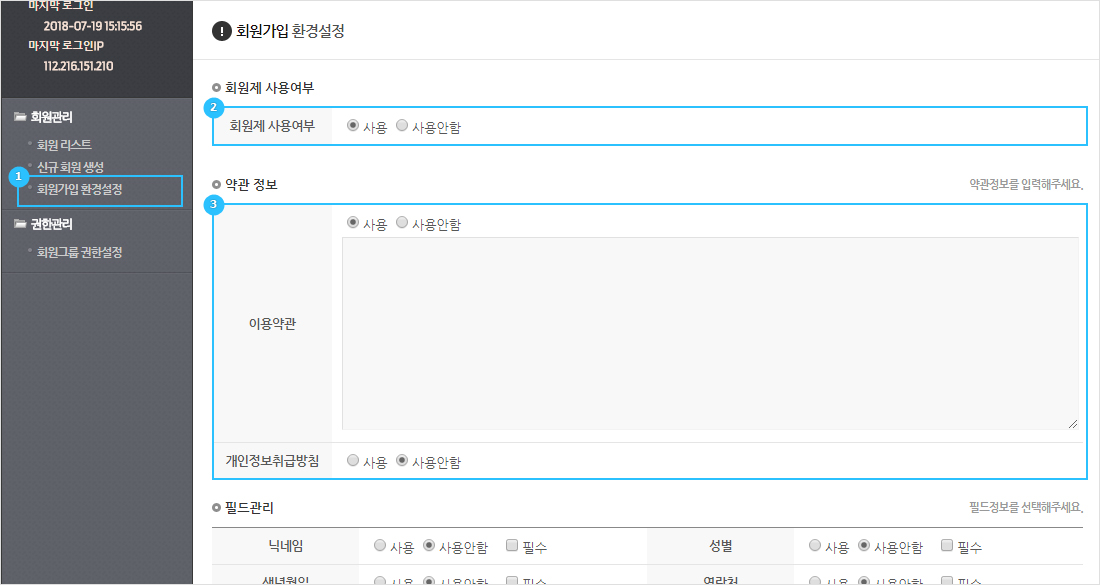 마지막 로그인
2018-07-19 15:15:56
마지막 로그인IP
112.216.151.210
회원관리
회원 리스트
신규 회원 생성
1
회원가입 환경설정
권한관리
회원그룹 권한설정
! 회원가입 환경설정
회원제 사용여부
2
회원제 사용여부 사용 사용안함
약관 정보 약관정보를 입력해주세요.
3
사용 사용안함
이용약관
개인정보취급방침 사용 사용안함
필드관리 필드정보를 선택해주세요.
닉네임 사용 사용안함 필수 성별 사용 사용안함 필수
생년월일 사용 사용안함 필수 연락처 사용 사용안함 필수